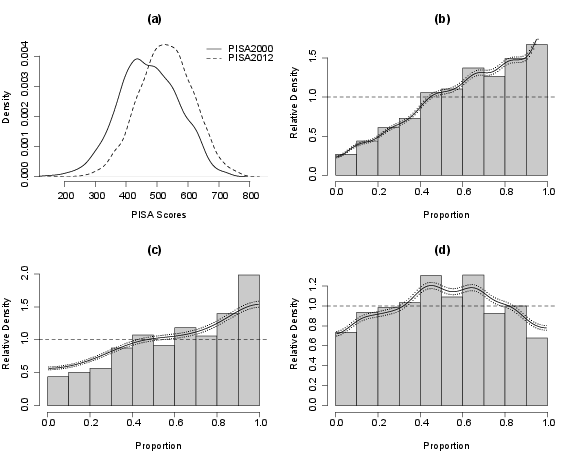 (a)
PISA2000
PISA2012
Density
0.000 0.001 0.002 0.003 0.004
200 300 400 500 600 700 800
PISA Scores
(b)
Relative Density
0.0 0.5 1.0 1.5
0.0 0.2 0.4 0.6 0.8 1.0
Proportion
(c)
Relative Density
0.0 0.5 1.0 1.5 2.0
0.0 0.2 0.4 0.6 0.8 1.0
Proportion
(d)
Relative Density
0.0 0.2 0.4 0.6 0.8 1.0 1.2
0.0 0.2 0.4 0.6 0.8 1.0
Proportion